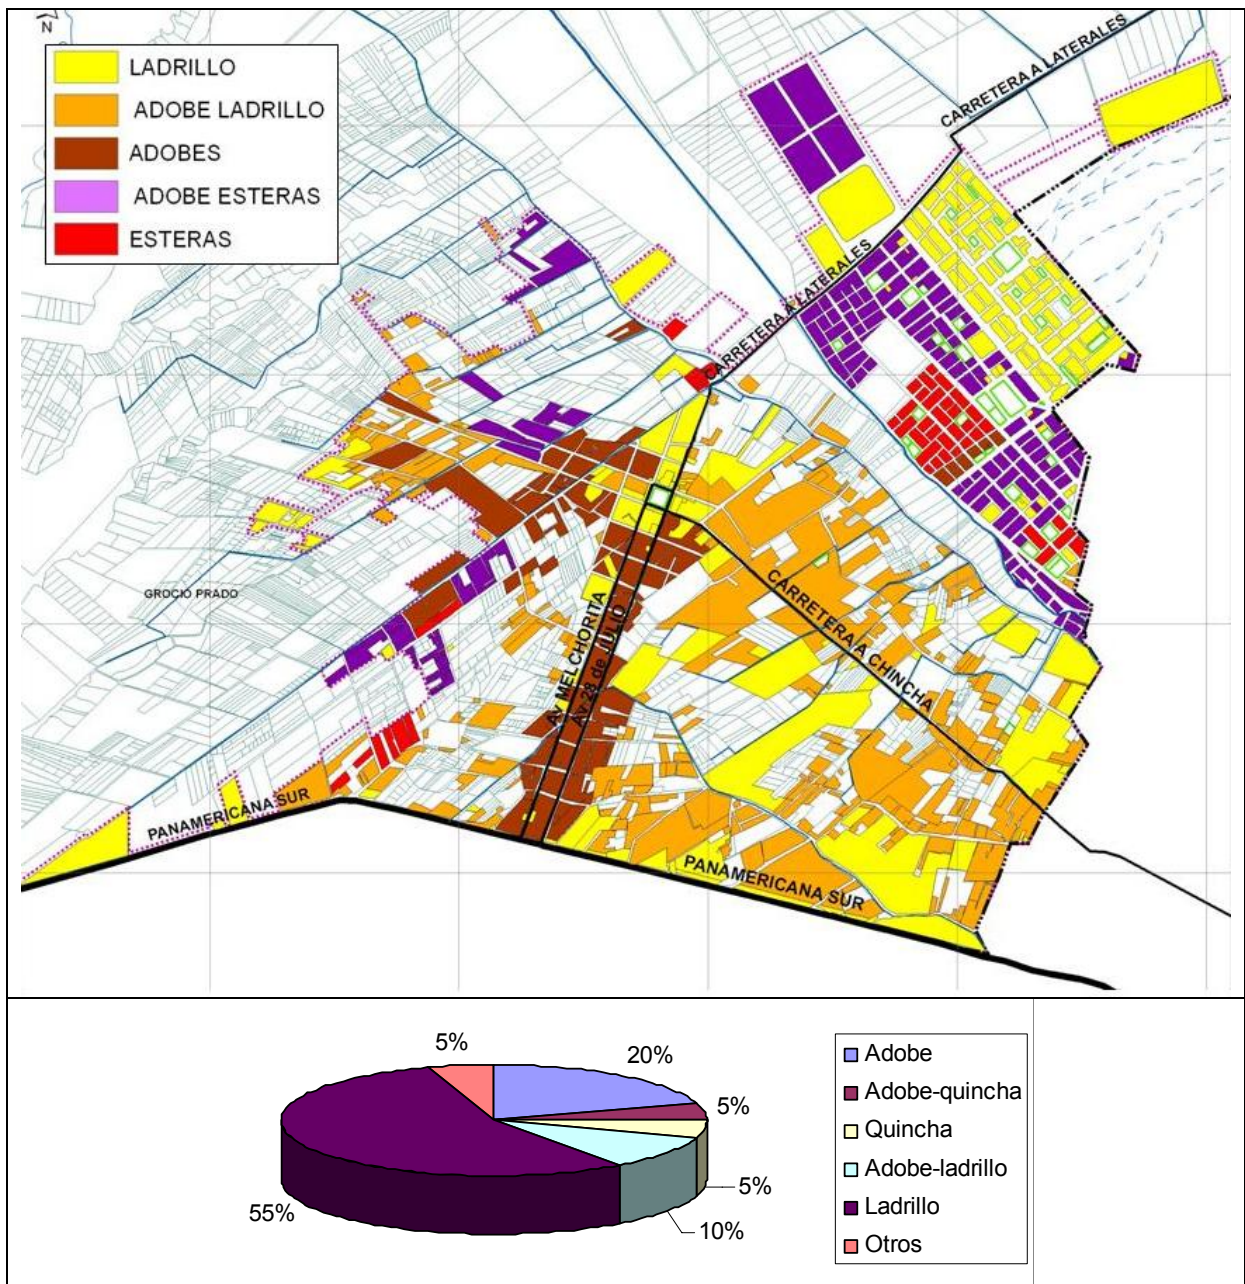 N
LADRILLO
ADOBE LADRILLO
ADOBES
ADOBE ESTERAS
ESTERAS
CARRETERA A LATERALES
CARRETERA A LATERALES
GROCIO PRADO
AV MELCHORITA
AV 28 de JULIO
CARRETERA A CHINCHA
PANAMERICANA SUR
PANAMERICANA SUR
5%
20%
5%
5%
10%
55%
Adobe
Adobe-quincha
Quincha
Adobe-ladrillo
Ladrillo
Otros